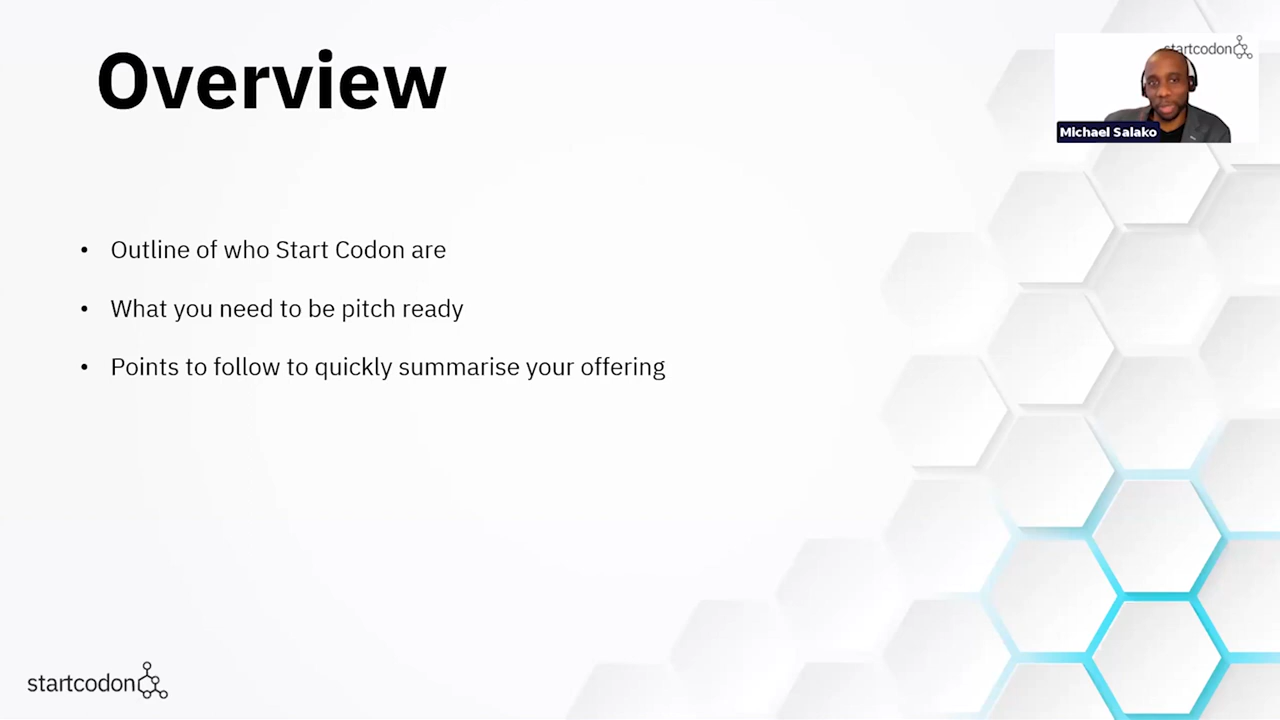 Overview
startcodon
Michael Salako
• Outline of who Start Codon are
• What you need to be pitch ready
• Points to follow to quickly summarise your offering
startcodon